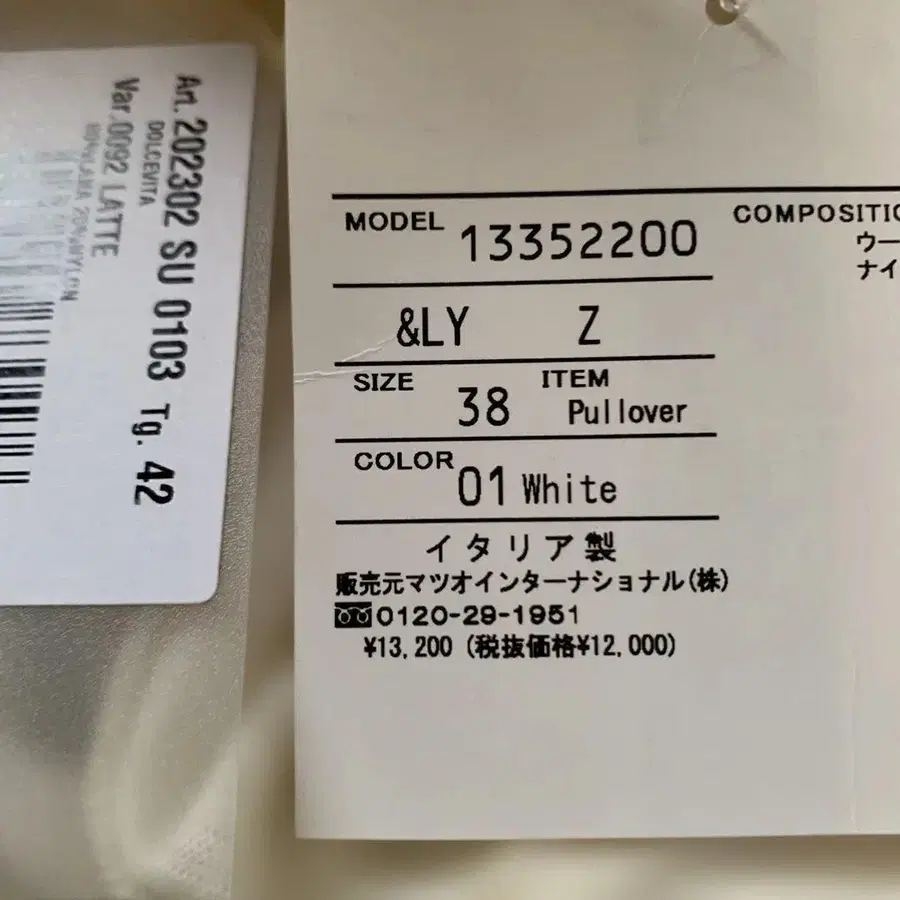 Art. 202302 SU 0103 Tg. 42
DOLCEVITA
Var.0092 LATTE
MODEL 13352200
&LY Z
SIZE 38 ITEM Pullover
COLOR 01 White
イタリア製
販売元マツオインターナショナル(株)
0120-29-1951
¥13,200 (税抜価格¥12,000)
COMPOSITIO
ウー
ナイ